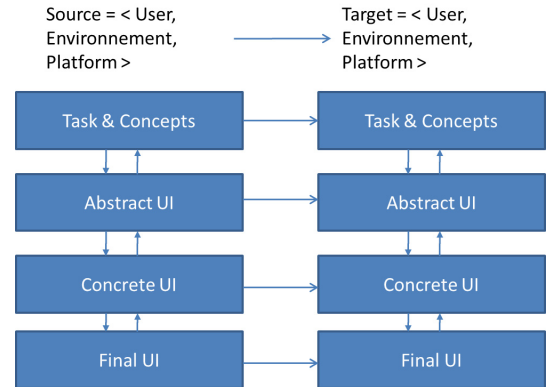 Source = < User,
Environnement,
Platform >
Target = < User,
Environnement,
Platform >
Task & Concepts
Task & Concepts
Abstract UI
Abstract UI
Concrete UI
Concrete UI
Final UI
Final UI